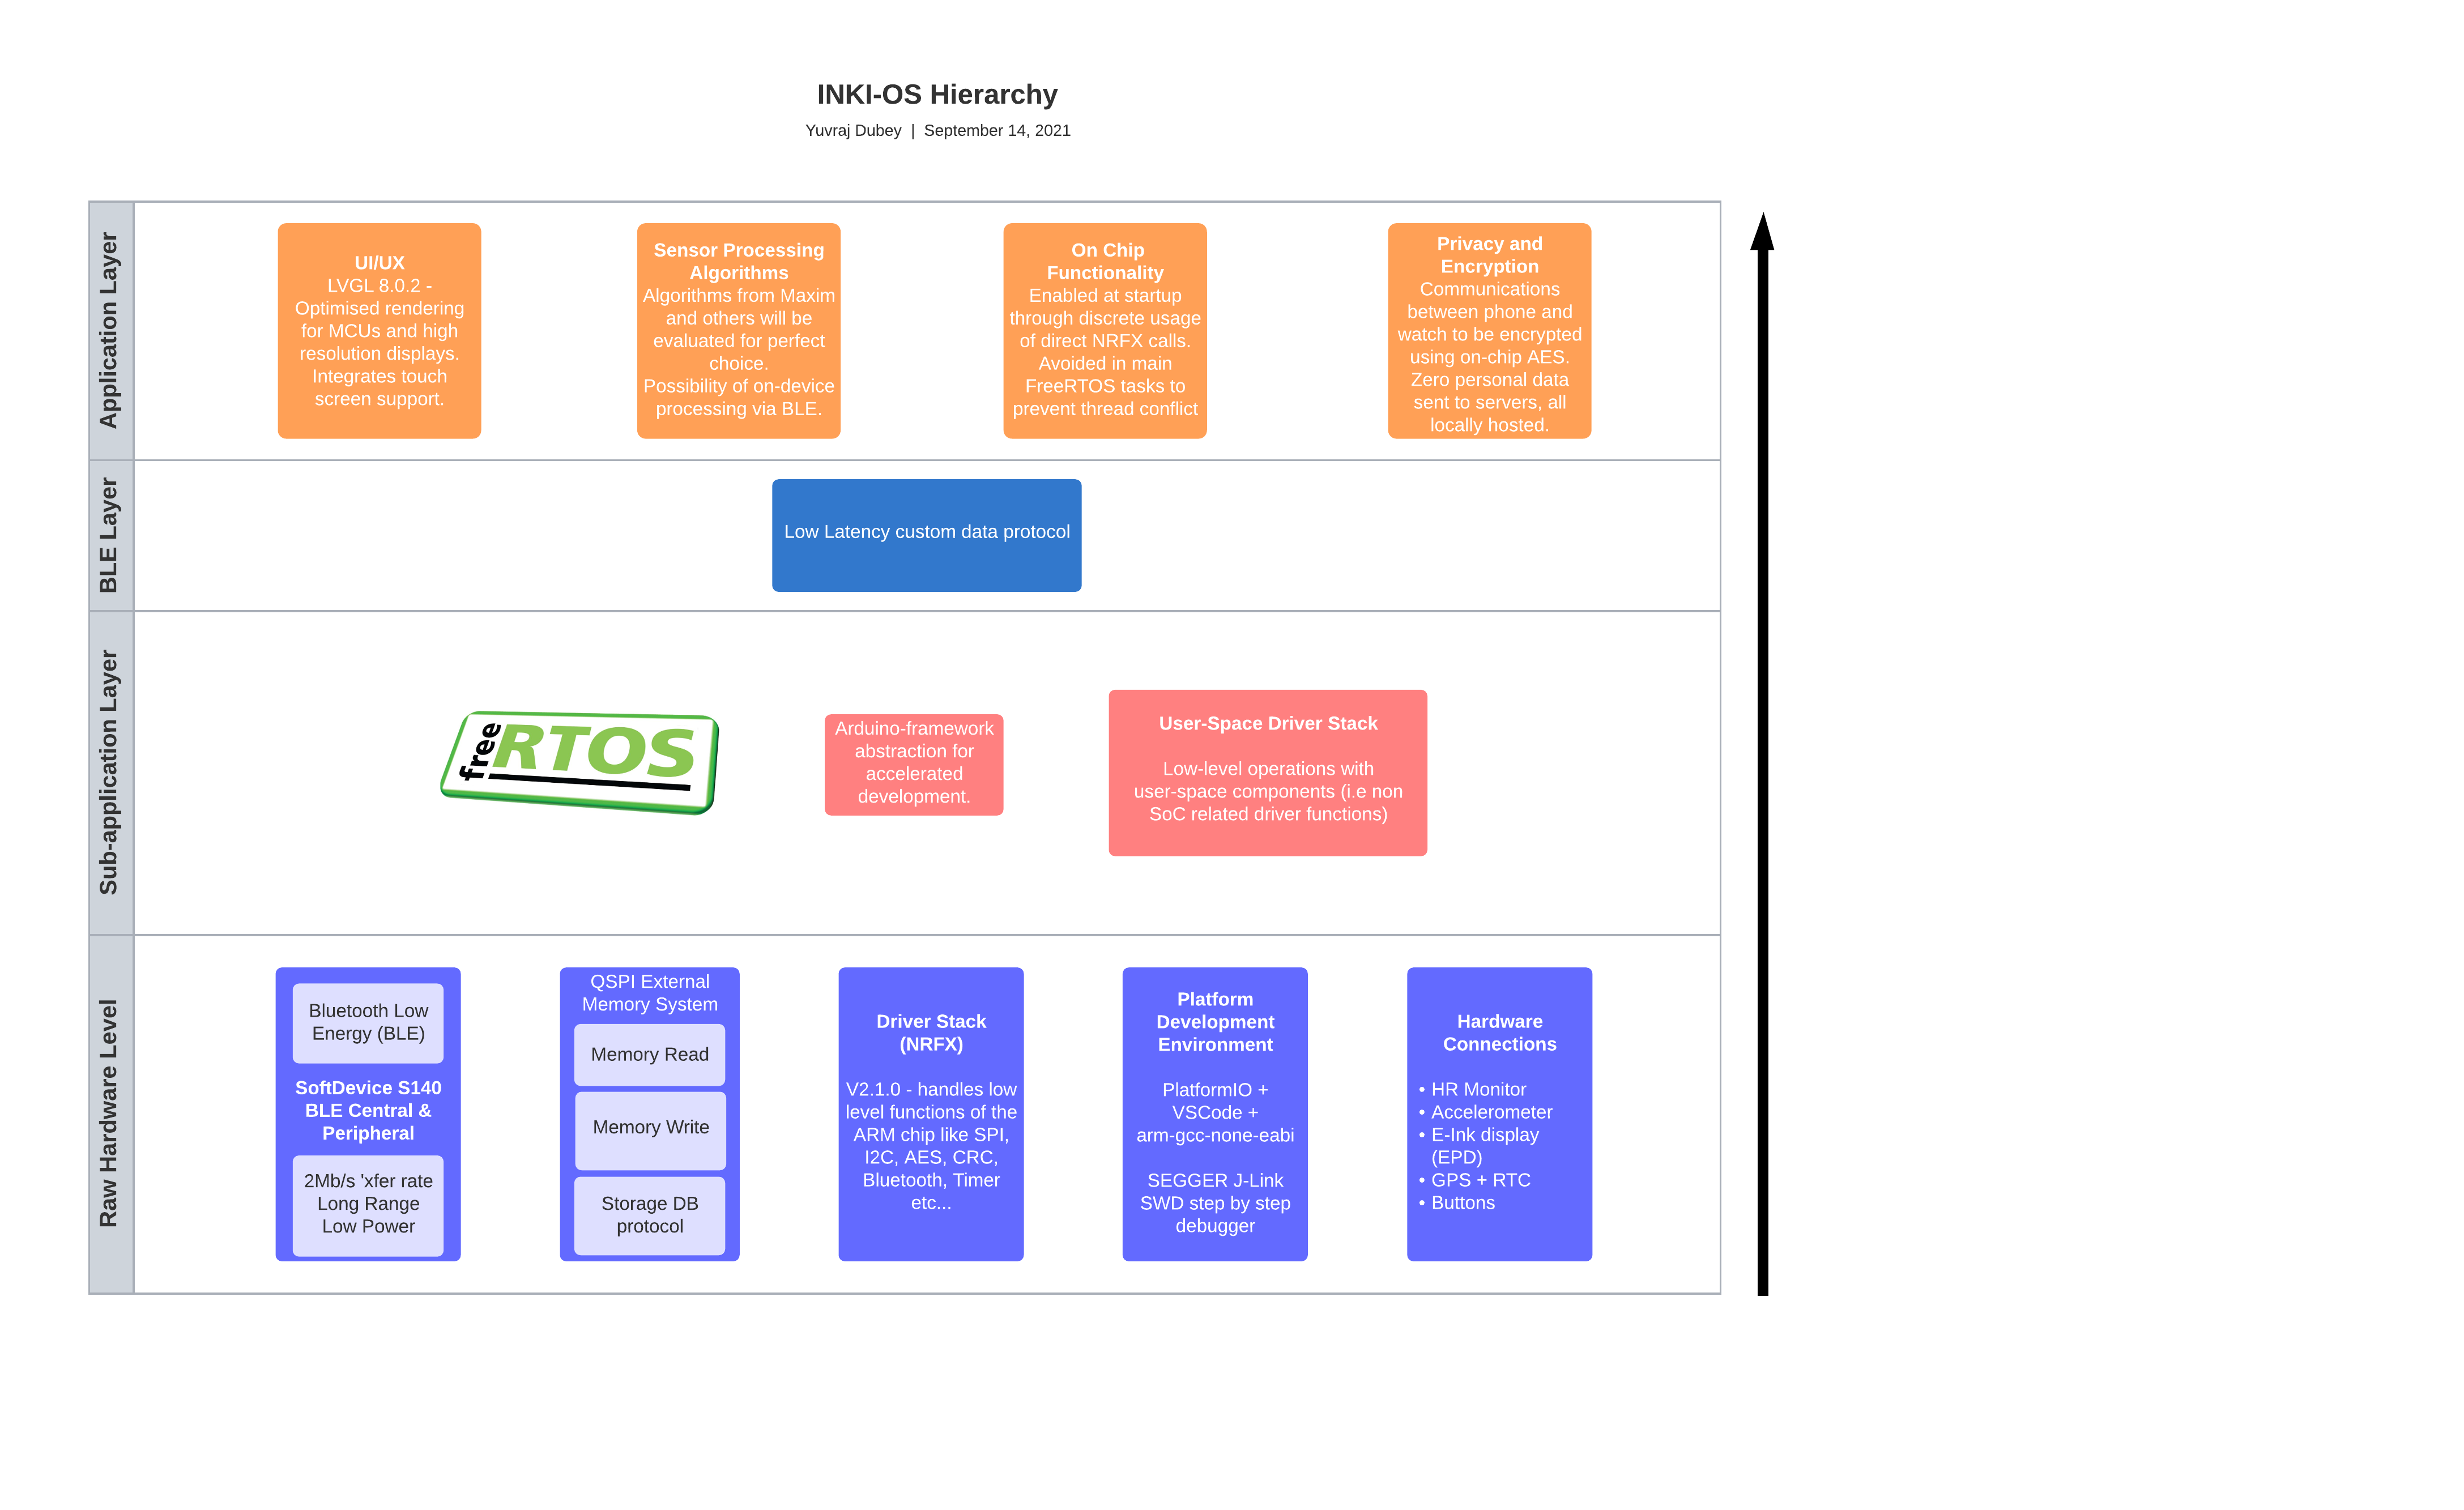 INKI-OS Hierarchy
Yuvraj Dubey | September 14, 2021
Application Layer
UI/UX
LVGL 8.0.2 -
Optimised rendering
for MCUs and high
resolution displays.
Integrates touch
screen support.
Sensor Processing
Algorithms
Algorithms from Maxim
and others will be
evaluated for perfect
choice.
Possibility of on-device
processing via BLE.
On Chip
Functionality
Enabled at startup
through discrete usage
of direct NRFX calls.
Avoided in main
FreeRTOS tasks to
prevent thread conflict
Privacy and
Encryption
Communications
between phone and
watch to be encrypted
using on-chip AES.
Zero personal data
sent to servers, all
locally hosted.
BLE Layer
Low Latency custom data protocol
Sub-application Layer
free RTOS
Arduino-framework
abstraction for
accelerated
development.
User-Space Driver Stack
Low-level operations with
user-space components (i.e non
SoC related driver functions)
Raw Hardware Level
Bluetooth Low
Energy (BLE)
SoftDevice S140
BLE Central &
Peripheral
2Mb/s 'xfer rate
Long Range
Low Power
QSPI External
Memory System
Memory Read
Memory Write
Storage DB
protocol
Driver Stack
(NRFX)
V2.1.0 - handles low
level functions of the
ARM chip like SPI,
I2C, AES, CRC,
Bluetooth, Timer
etc...
Platform
Development
Environment
PlatformIO +
VSCode +
arm-gcc-none-eabi
SEGGER J-Link
SWD step by step
debugger
Hardware
Connections
• HR Monitor
• Accelerometer
• E-Ink display
(EPD)
• GPS + RTC
• Buttons